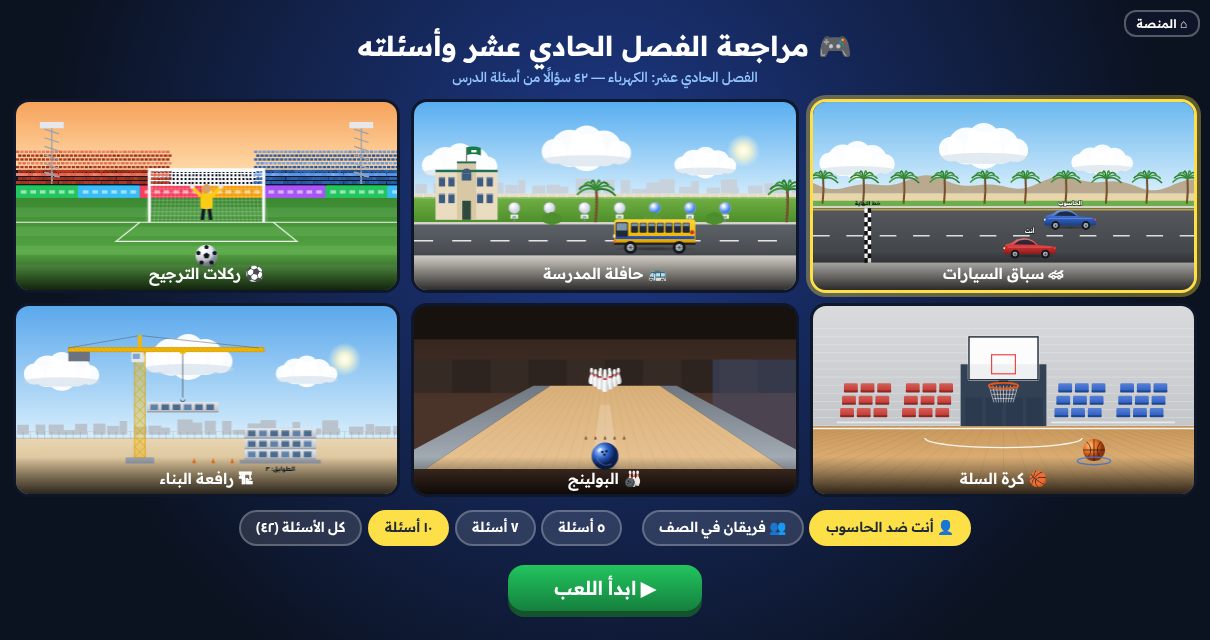 ⌂ المنصة
🎮 مراجعة الفصل الحادي عشر وأسئلته
الفصل الحادي عشر: الكهرباء — ٤٢ سؤالًا من أسئلة الدرس
خط النهاية
الحاسوب
أنت
🏎 سباق السيارات
🚌 حافلة المدرسة
⚽ ركلات الترجيح
🏀 كرة السلة
🎳 البولينج
الطوابق: ٣
🏗 رافعة البناء
👤 أنت ضد الحاسوب
👥 فريقان في الصف
٥ أسئلة
٧ أسئلة
١٠ أسئلة
كل الأسئلة (٤٢)
▶ ابدأ اللعب